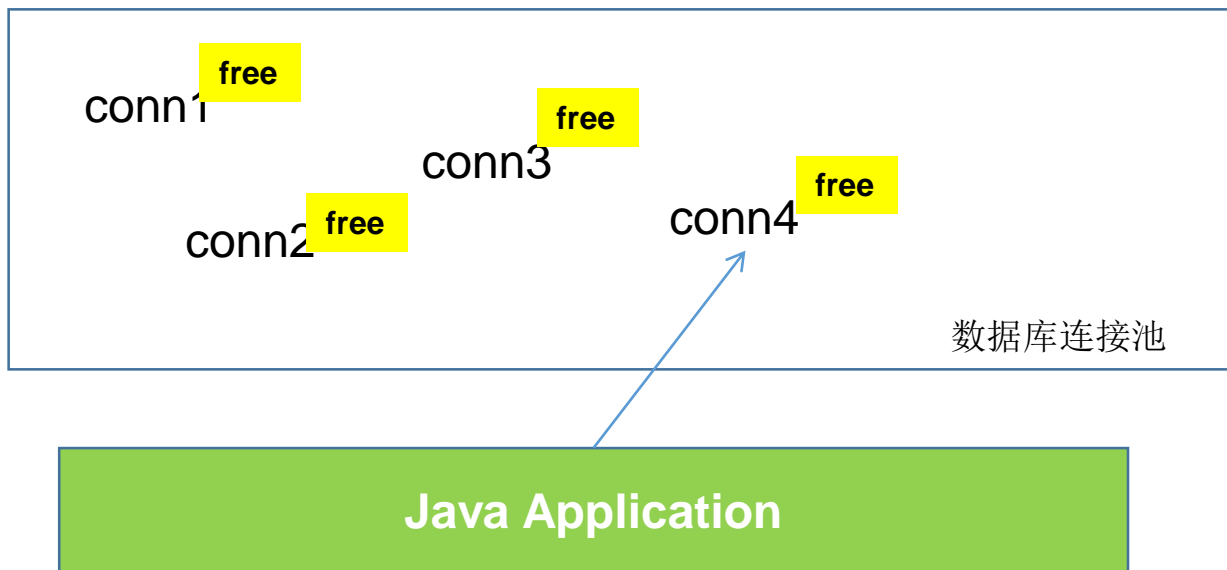 free
conn1
free
conn3
free
conn4
free
conn2
数据库连接池
Java Application